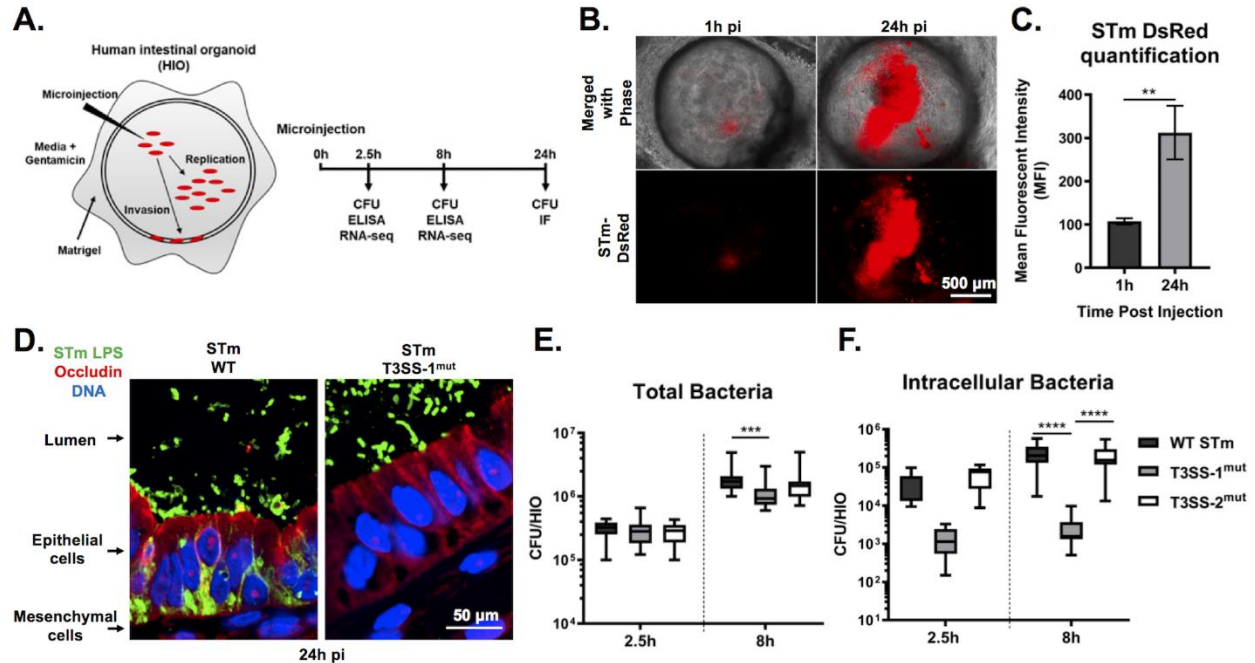 A.
Human intestinal organoid
(HIO)
Microinjection
Media +
Gentamicin
Replication
Invasion
Matrigel
Microinjection
0h
2.5h
8h
24h
CFU
ELISA
RNA-seq
CFU
ELISA
RNA-seq
CFU
IF
B.
1h pi
24h pi
Merged
with
Phase
STm-
DsRed
500 µm
C.
STm DsRed
quantification
**
Mean Fluorescent Intensity
(MFI)
400
300
200
100
0
1h
24h
Time Post Injection
D.
STm LPS
Occludin
DNA
STm
WT
STm
T3SS-1mut
Lumen
Epithelial
cells
Mesenchymal
cells
50 µm
24h pi
E.
Total Bacteria
***
CFU/HIO
10⁷
10⁶
10⁵
10⁴
2.5h
8h
F.
Intracellular Bacteria
**** ****
CFU/HIO
10⁶
10⁵
10⁴
10³
10²
10¹
2.5h
8h
WT STm
T3SS-1mut
T3SS-2mut